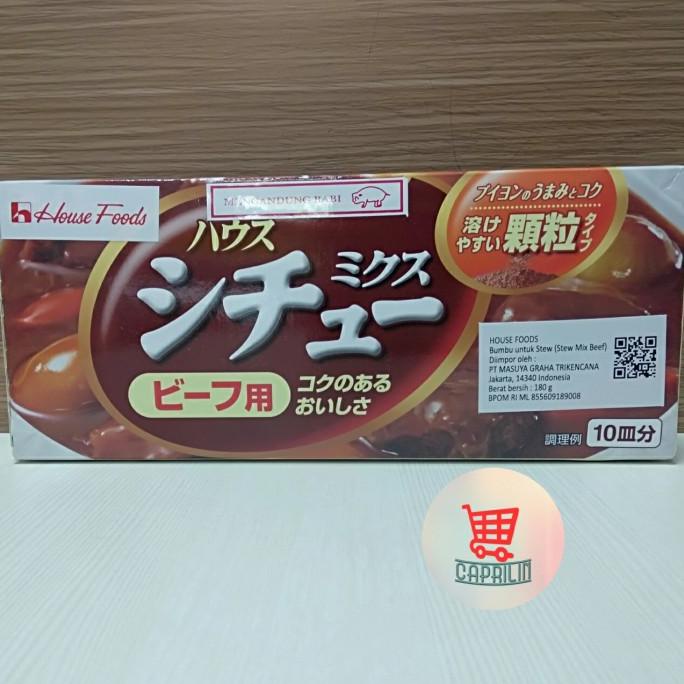 House Foods
MENGANDUNG BABI
ブイヨンのうまみとコク
溶け
やすい
顆粒
タイプ
ハウス
シチュー
ミクス
ビーフ用
コクのある
おいしさ
HOUSE FOODS
Bumbu untuk Stew (Stew Mix Beef)
Diimpor oleh :
PT MASUYA GRAHA TRIKENCANA
Jakarta, 14340 Indonesia
Berat bersih : 180 g
BPOM RI ML 855609189008
調理例
10皿分
CAPRILIN